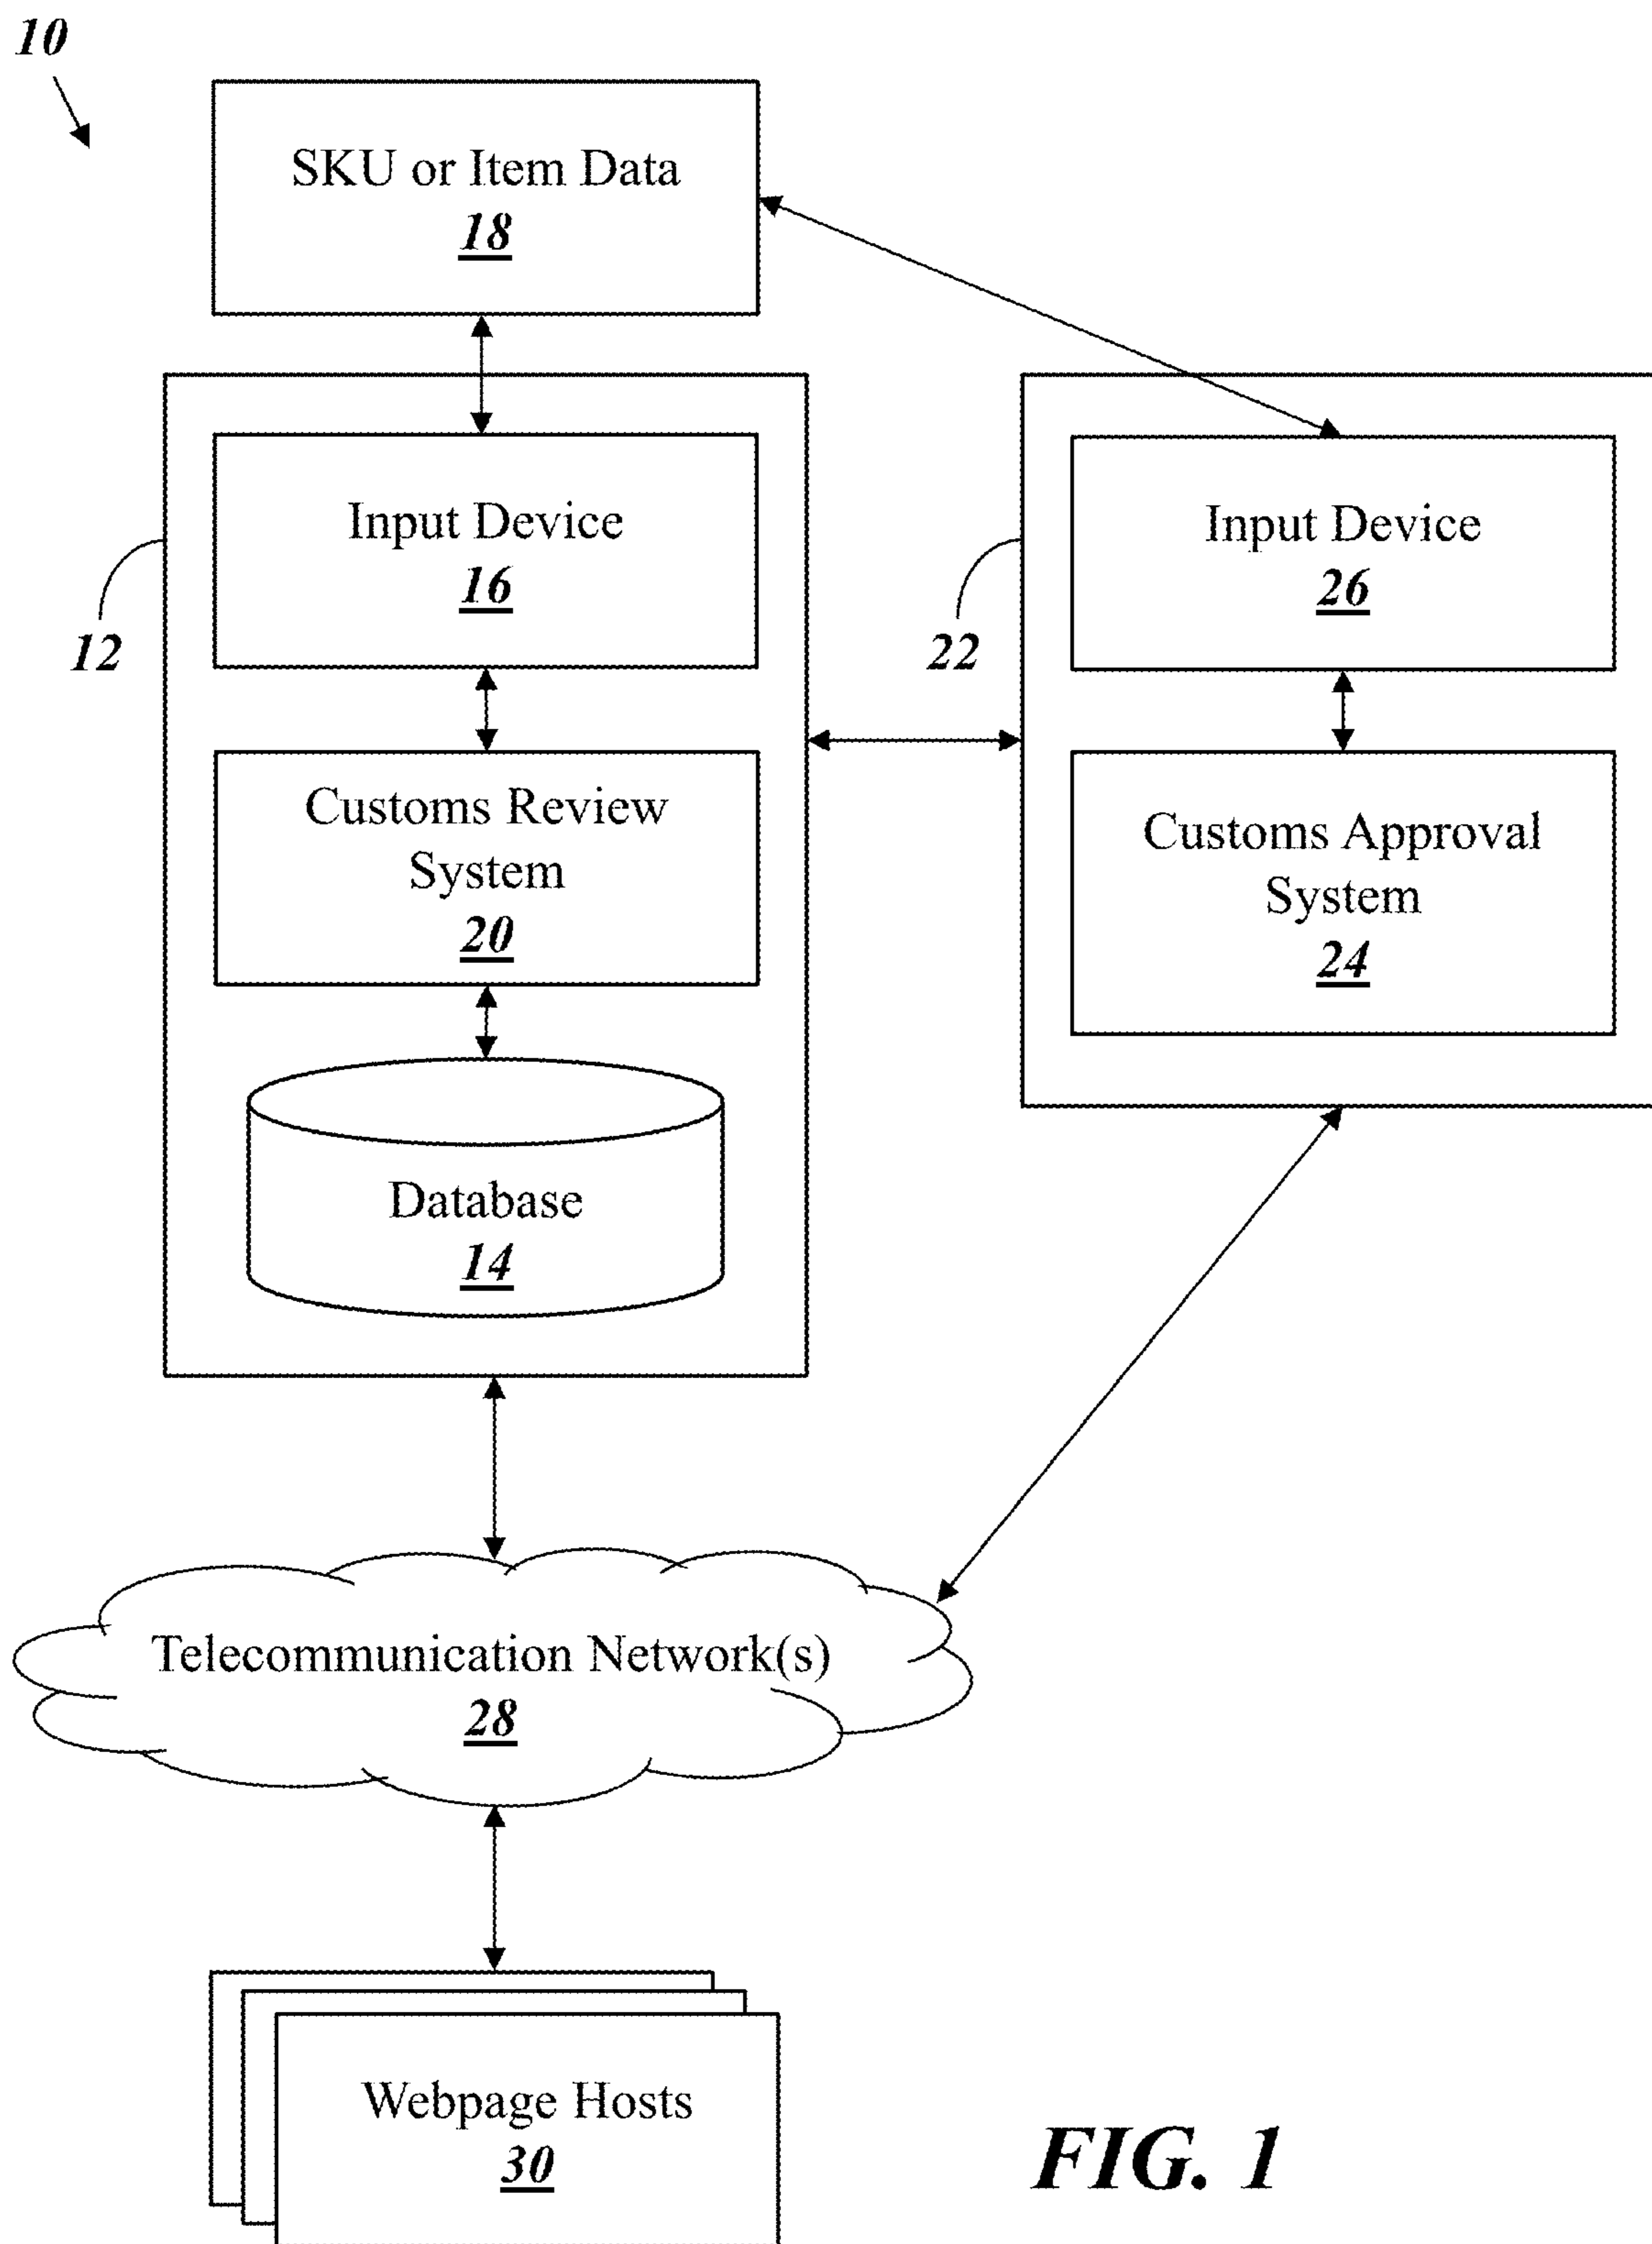 10
SKU or Item Data
18
Input Device
16
12
Customs Review
System
20
Database
14
Input Device
26
22
Customs Approval
System
24
Telecommunication Network(s)
28
Webpage Hosts
30
FIG. 1